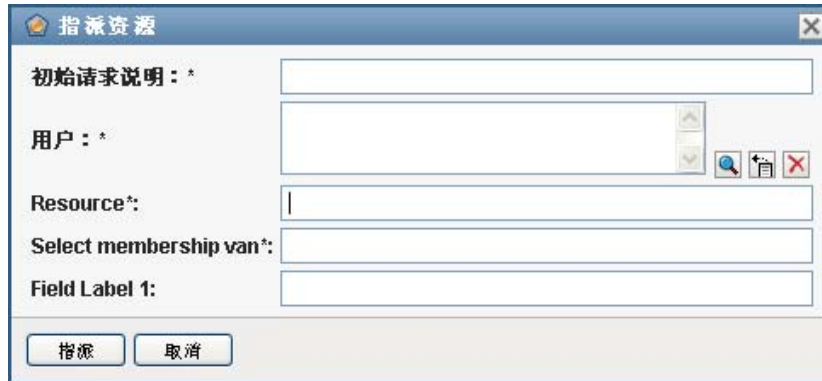 指派资源
初始请求说明：*
用户：*
Resource*:
Select membership van*:
Field Label 1:
指派 取消